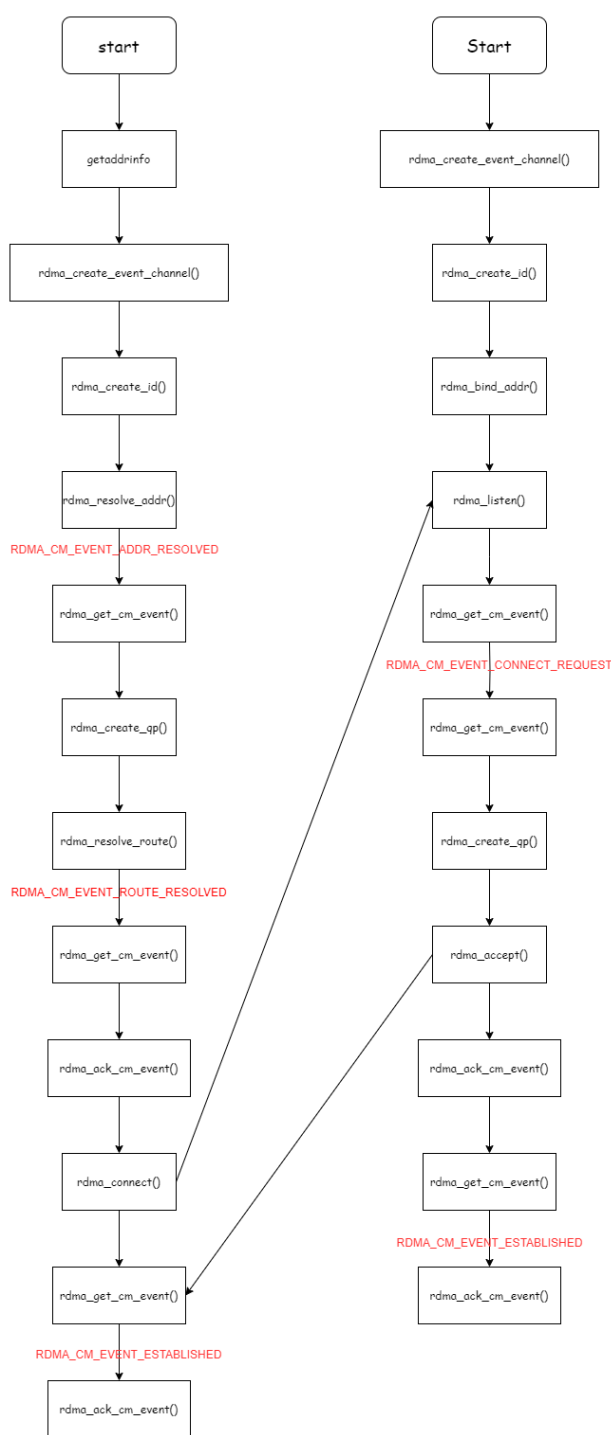 start
getaddrinfo
rdma_create_event_channel()
rdma_create_id()
rdma_resolve_addr()
RDMA_CM_EVENT_ADDR_RESOLVED
rdma_get_cm_event()
rdma_create_qp()
rdma_resolve_route()
RDMA_CM_EVENT_ROUTE_RESOLVED
rdma_get_cm_event()
rdma_ack_cm_event()
rdma_connect()
rdma_get_cm_event()
RDMA_CM_EVENT_ESTABLISHED
rdma_ack_cm_event()
Start
rdma_create_event_channel()
rdma_create_id()
rdma_bind_addr()
rdma_listen()
rdma_get_cm_event()
RDMA_CM_EVENT_CONNECT_REQUEST
rdma_get_cm_event()
rdma_create_qp()
rdma_accept()
rdma_ack_cm_event()
rdma_get_cm_event()
RDMA_CM_EVENT_ESTABLISHED
rdma_ack_cm_event()